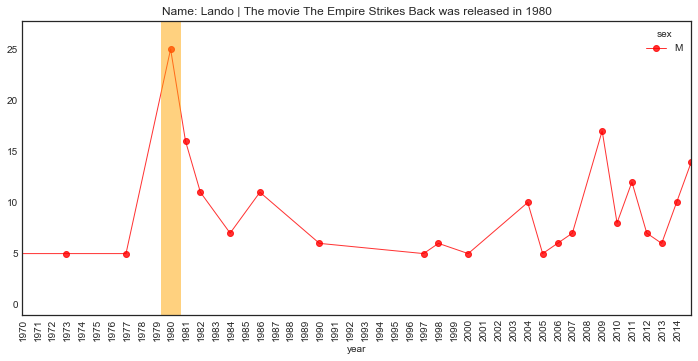 Name: Lando | The movie The Empire Strikes Back was released in 1980
sex
M
25
20
15
10
5
0
1970 1971 1972 1973 1974 1975 1976 1977 1978 1979 1980 1981 1982 1983 1984 1985 1986 1987 1988 1989 1990 1991 1992 1993 1994 1995 1996 1997 1998 1999 2000 2001 2002 2003 2004 2005 2006 2007 2008 2009 2010 2011 2012 2013 2014
year